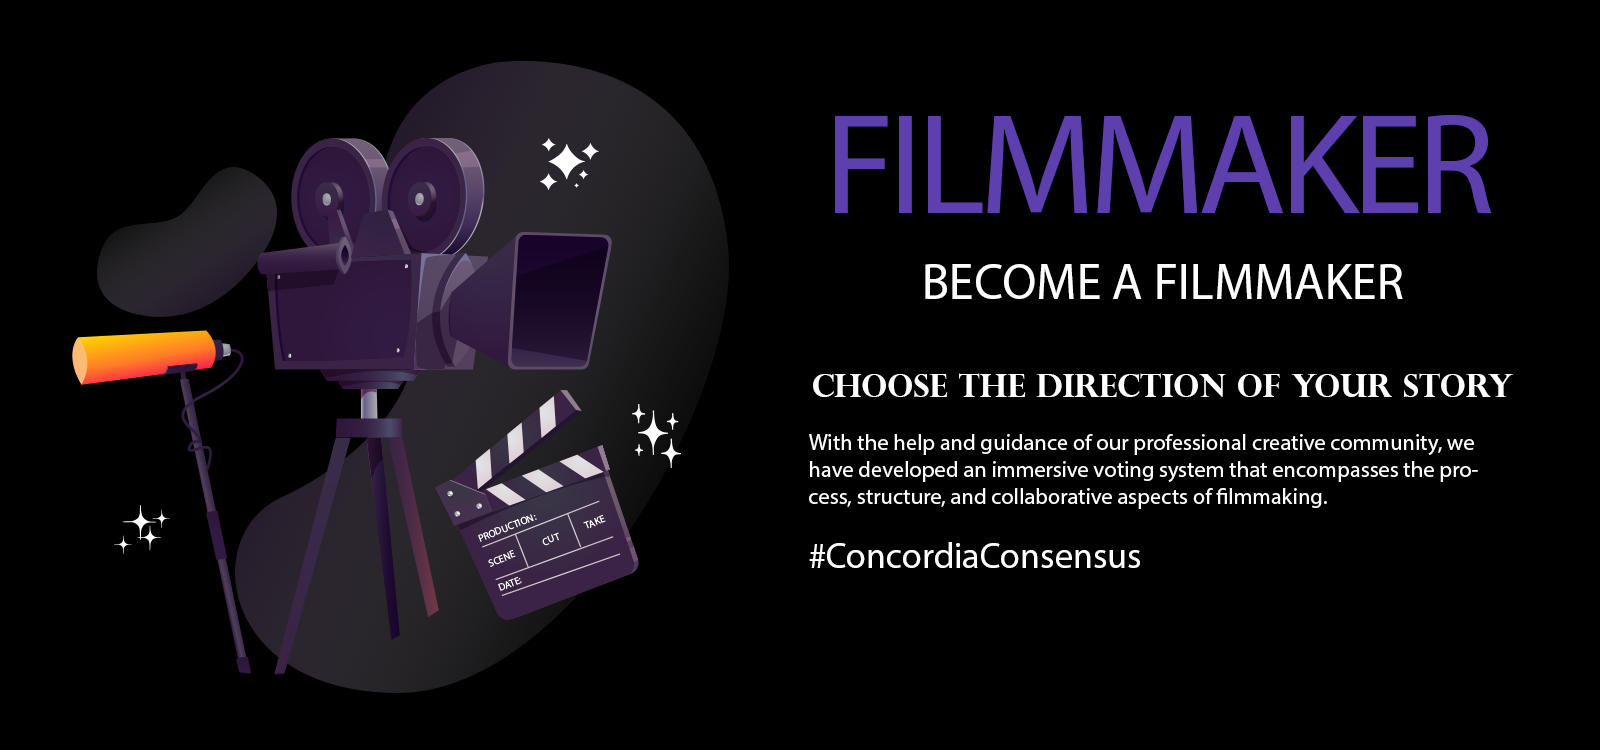 FILMMAKER
BECOME A FILMMAKER
CHOOSE THE DIRECTION OF YOUR STORY
With the help and guidance of our professional creative community, we
have developed an immersive voting system that encompasses the pro-
cess, structure, and collaborative aspects of filmmaking.
#ConcordiaConsensus
PRODUCTION:
SCENE CUT TAKE
DATE: